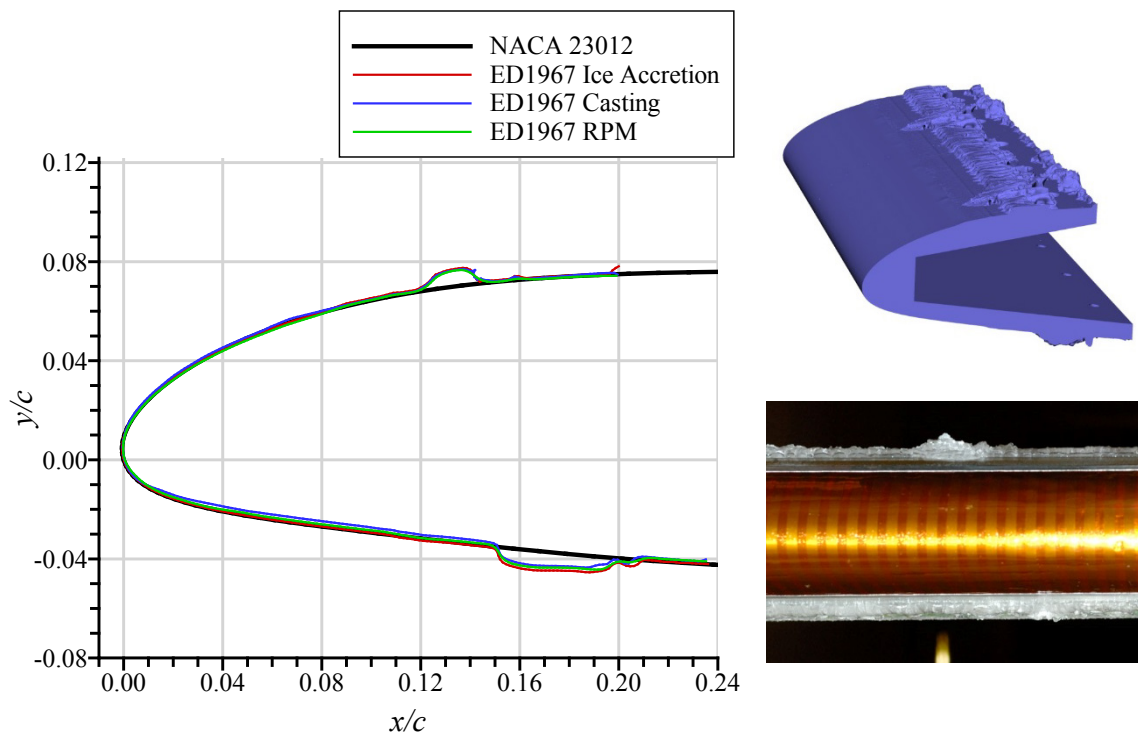 NACA 23012
ED1967 Ice Accretion
ED1967 Casting
ED1967 RPM
0.12
0.08
0.04
0.00
-0.04
-0.08
y/c
0.00 0.04 0.08 0.12 0.16 0.20 0.24
x/c